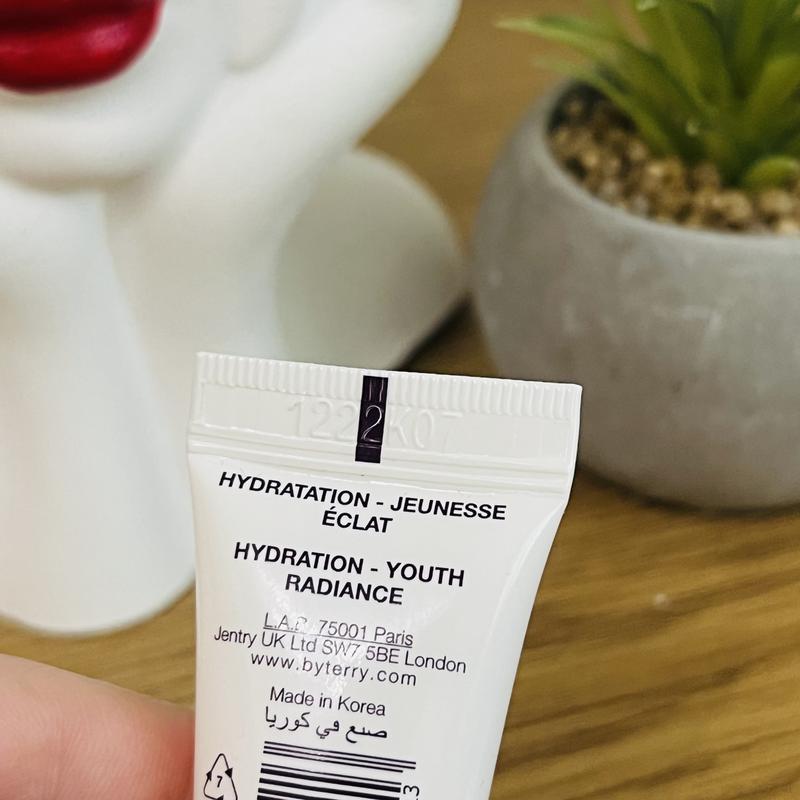 1222K07
HYDRATATION - JEUNESSE
ÉCLAT
HYDRATION - YOUTH
RADIANCE
L.A.P. 75001 Paris
Jentry UK Ltd SW7 5BE London
www.byterry.com
Made in Korea
صنع في كوريا
7